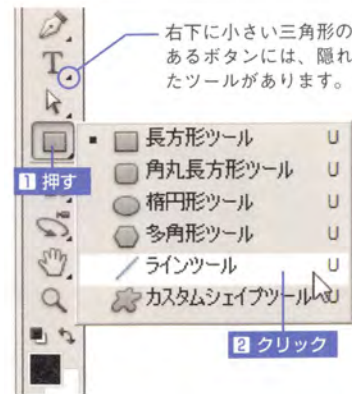 右下に小さい三角形の
あるボタンには、隠れ
たツールがあります。
T
長方形ツール U
1 押す
角丸長方形ツール U
楕円形ツール U
多角形ツール U
ラインツール U
カスタムシェイプツール U
2 クリック